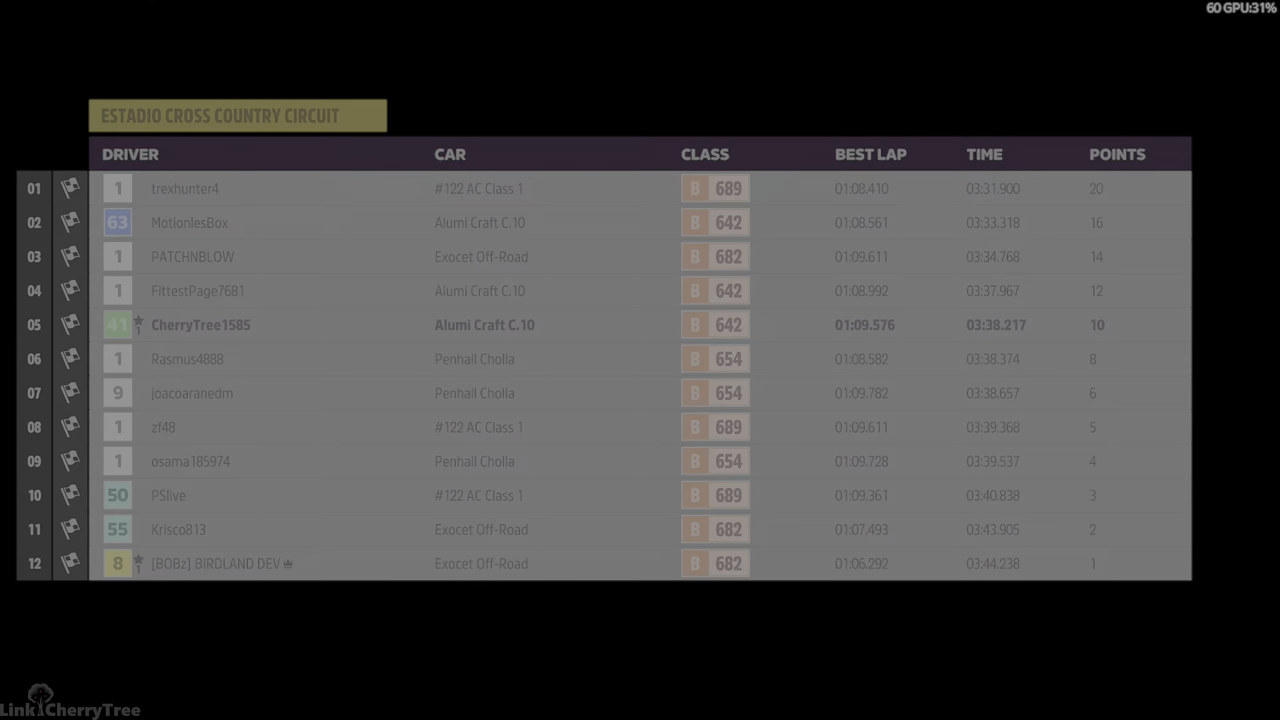 60 GPU:31%
ESTADIO CROSS COUNTRY CIRCUIT
DRIVER CAR CLASS BEST LAP TIME POINTS
01 1 trexhunter4 #122 AC Class 1 B 689 01:08.410 03:31.900 20
02 63 MotionlesBox Alumi Craft C.10 B 642 01:08.561 03:33.318 16
03 1 PATCHNBLOW Exocet Off-Road B 682 01:09.611 03:34.768 14
04 1 FittestPage7681 Alumi Craft C.10 B 642 01:08.992 03:37.967 12
05 41 1 CherryTree1585 Alumi Craft C.10 B 642 01:09.576 03:38.217 10
06 1 Rasmus4888 Penhall Cholla B 654 01:08.582 03:38.374 8
07 9 joacoaranedm Penhall Cholla B 654 01:09.782 03:38.657 6
08 1 zf48 #122 AC Class 1 B 689 01:09.611 03:39.368 5
09 1 osama185974 Penhall Cholla B 654 01:09.728 03:39.537 4
10 50 PSlive #122 AC Class 1 B 689 01:09.361 03:40.838 3
11 55 Krisco813 Exocet Off-Road B 682 01:07.493 03:43.905 2
12 8 1 [BOBz] BIRDLAND DEV Exocet Off-Road B 682 01:06.292 03:44.238 1
Link CherryTree